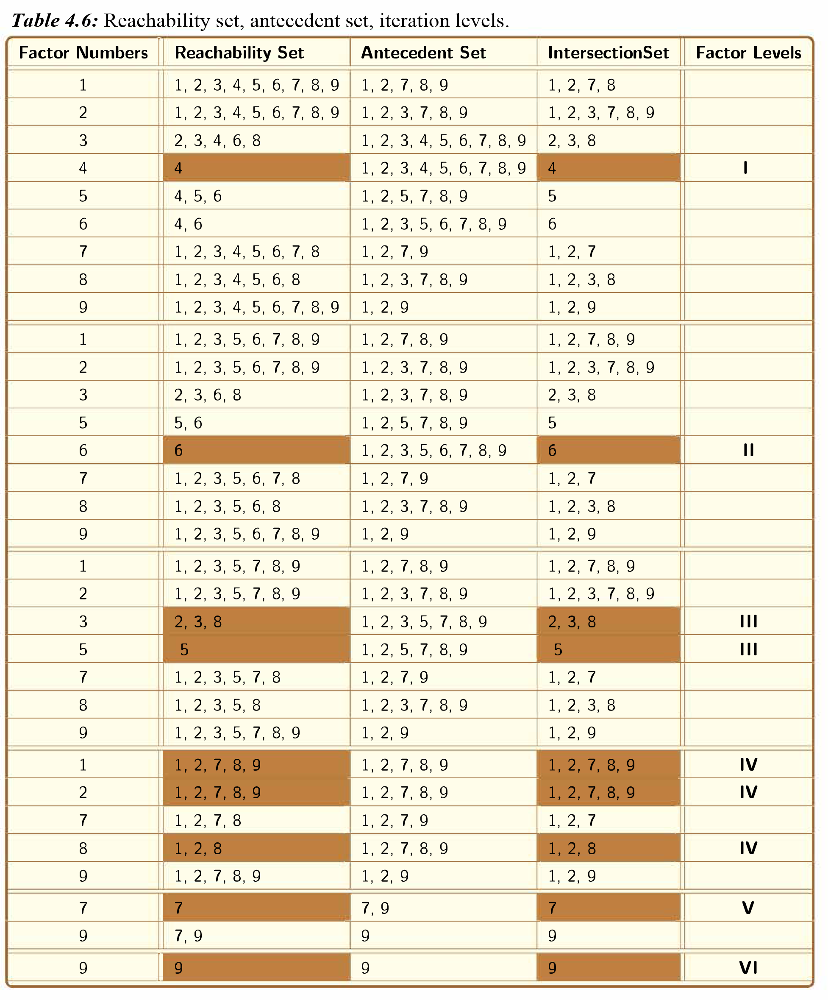 Table 4.6: Reachability set, antecedent set, iteration levels.
Factor Numbers Reachability Set Antecedent Set IntersectionSet Factor Levels
1 1, 2, 3, 4, 5, 6, 7, 8, 9 1, 2, 7, 8, 9 1, 2, 7, 8
2 1, 2, 3, 4, 5, 6, 7, 8, 9 1, 2, 3, 7, 8, 9 1, 2, 3, 7, 8, 9
3 2, 3, 4, 6, 8 1, 2, 3, 4, 5, 6, 7, 8, 9 2, 3, 8
4 4 1, 2, 3, 4, 5, 6, 7, 8, 9 4 I
5 4, 5, 6 1, 2, 5, 7, 8, 9 5
6 4, 6 1, 2, 3, 5, 6, 7, 8, 9 6
7 1, 2, 3, 4, 5, 6, 7, 8 1, 2, 7, 9 1, 2, 7
8 1, 2, 3, 4, 5, 6, 8 1, 2, 3, 7, 8, 9 1, 2, 3, 8
9 1, 2, 3, 4, 5, 6, 7, 8, 9 1, 2, 9 1, 2, 9
1 1, 2, 3, 5, 6, 7, 8, 9 1, 2, 7, 8, 9 1, 2, 7, 8, 9
2 1, 2, 3, 5, 6, 7, 8, 9 1, 2, 3, 7, 8, 9 1, 2, 3, 7, 8, 9
3 2, 3, 6, 8 1, 2, 3, 7, 8, 9 2, 3, 8
5 5, 6 1, 2, 5, 7, 8, 9 5
6 6 1, 2, 3, 5, 6, 7, 8, 9 6 II
7 1, 2, 3, 5, 6, 7, 8 1, 2, 7, 9 1, 2, 7
8 1, 2, 3, 5, 6, 8 1, 2, 3, 7, 8, 9 1, 2, 3, 8
9 1, 2, 3, 5, 6, 7, 8, 9 1, 2, 9 1, 2, 9
1 1, 2, 3, 5, 7, 8, 9 1, 2, 7, 8, 9 1, 2, 7, 8, 9
2 1, 2, 3, 5, 7, 8, 9 1, 2, 3, 7, 8, 9 1, 2, 3, 7, 8, 9
3 2, 3, 8 1, 2, 3, 5, 7, 8, 9 2, 3, 8 III
5 5 1, 2, 5, 7, 8, 9 5 III
7 1, 2, 3, 5, 7, 8 1, 2, 7, 9 1, 2, 7
8 1, 2, 3, 5, 8 1, 2, 3, 7, 8, 9 1, 2, 3, 8
9 1, 2, 3, 5, 7, 8, 9 1, 2, 9 1, 2, 9
1 1, 2, 7, 8, 9 1, 2, 7, 8, 9 1, 2, 7, 8, 9 IV
2 1, 2, 7, 8, 9 1, 2, 7, 8, 9 1, 2, 7, 8, 9 IV
7 1, 2, 7, 8 1, 2, 7, 9 1, 2, 7
8 1, 2, 8 1, 2, 7, 8, 9 1, 2, 8 IV
9 1, 2, 7, 8, 9 1, 2, 9 1, 2, 9
7 7 7, 9 7 V
9 7, 9 9 9
9 9 9 9 VI